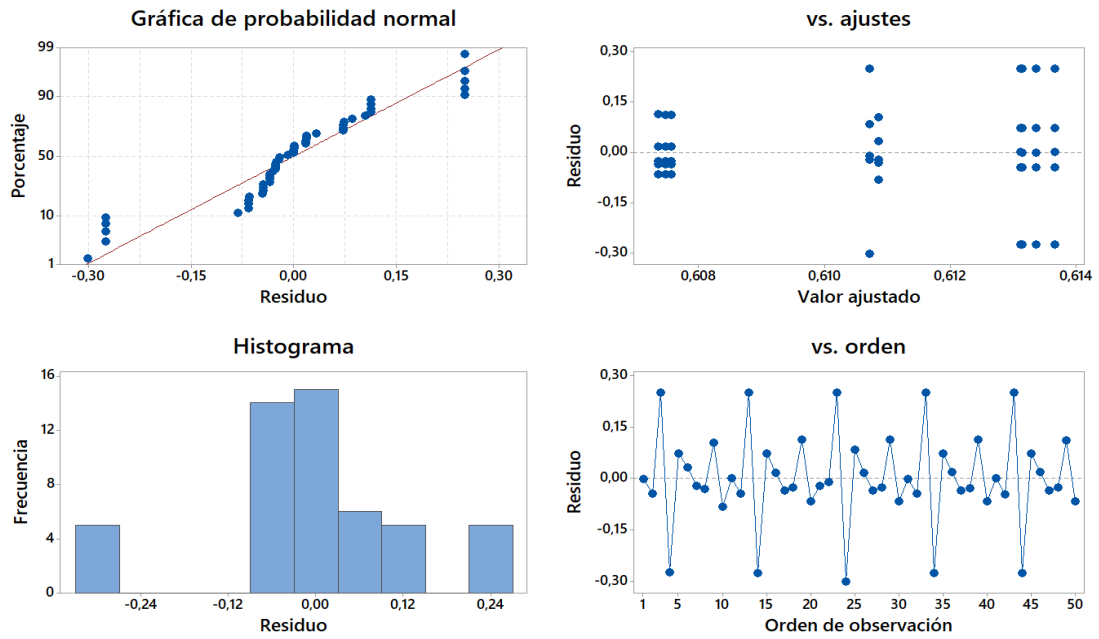 Gráfica de probabilidad normal
99
90
50
10
1
Porcentaje
-0,30 -0,15 0,00 0,15 0,30
Residuo
vs. ajustes
0,30
0,15
0,00
-0,15
-0,30
Residuo
0,608 0,610 0,612 0,614
Valor ajustado
Histograma
16
12
8
4
0
Frecuencia
-0,24 -0,12 0,00 0,12 0,24
Residuo
vs. orden
0,30
0,15
0,00
-0,15
-0,30
Residuo
1 5 10 15 20 25 30 35 40 45 50
Orden de observación